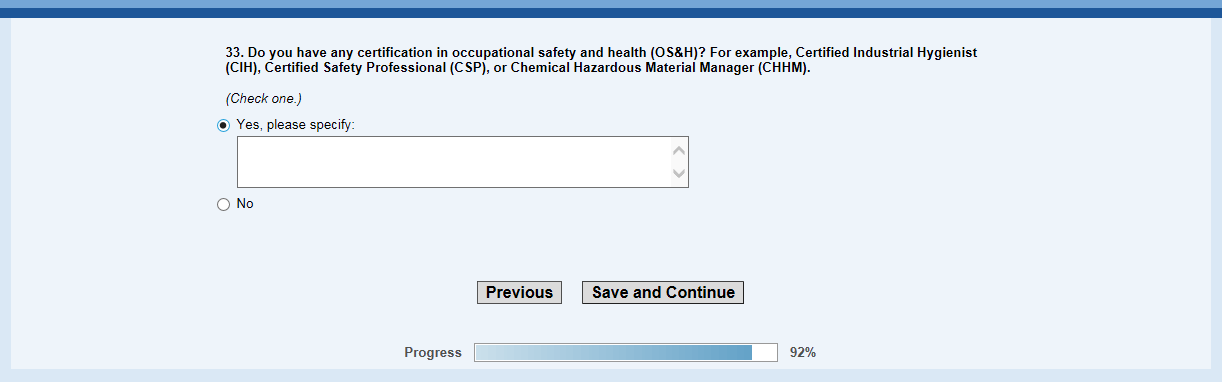 33. Do you have any certification in occupational safety and health (OS&H)? For example, Certified Industrial Hygienist
(CIH), Certified Safety Professional (CSP), or Chemical Hazardous Material Manager (CHHM).
(Check one.)
Yes, please specify:
No
Previous Save and Continue
Progress 92%